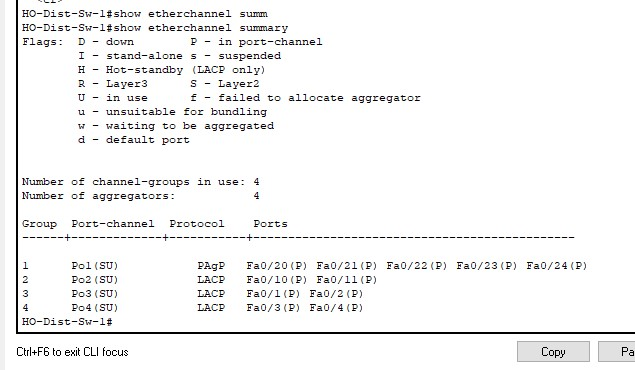 HO-Dist-Sw-1#show etherchannel summ
HO-Dist-Sw-1#show etherchannel summary
Flags:  D - down        P - in port-channel
        I - stand-alone s - suspended
        H - Hot-standby (LACP only)
        R - Layer3      S - Layer2
        U - in use      f - failed to allocate aggregator
        u - unsuitable for bundling
        w - waiting to be aggregated
        d - default port
Number of channel-groups in use: 4
Number of aggregators:           4
Group  Port-channel  Protocol    Ports
------+-------------+-----------+----------------------------------------------
1      Po1(SU)           PAgP   Fa0/20(P) Fa0/21(P) Fa0/22(P) Fa0/23(P) Fa0/24(P)
2      Po2(SU)           LACP   Fa0/10(P) Fa0/11(P)
3      Po3(SU)           LACP   Fa0/1(P) Fa0/2(P)
4      Po4(SU)           LACP   Fa0/3(P) Fa0/4(P)
HO-Dist-Sw-1#
Ctrl+F6 to exit CLI focus
Copy
Pa